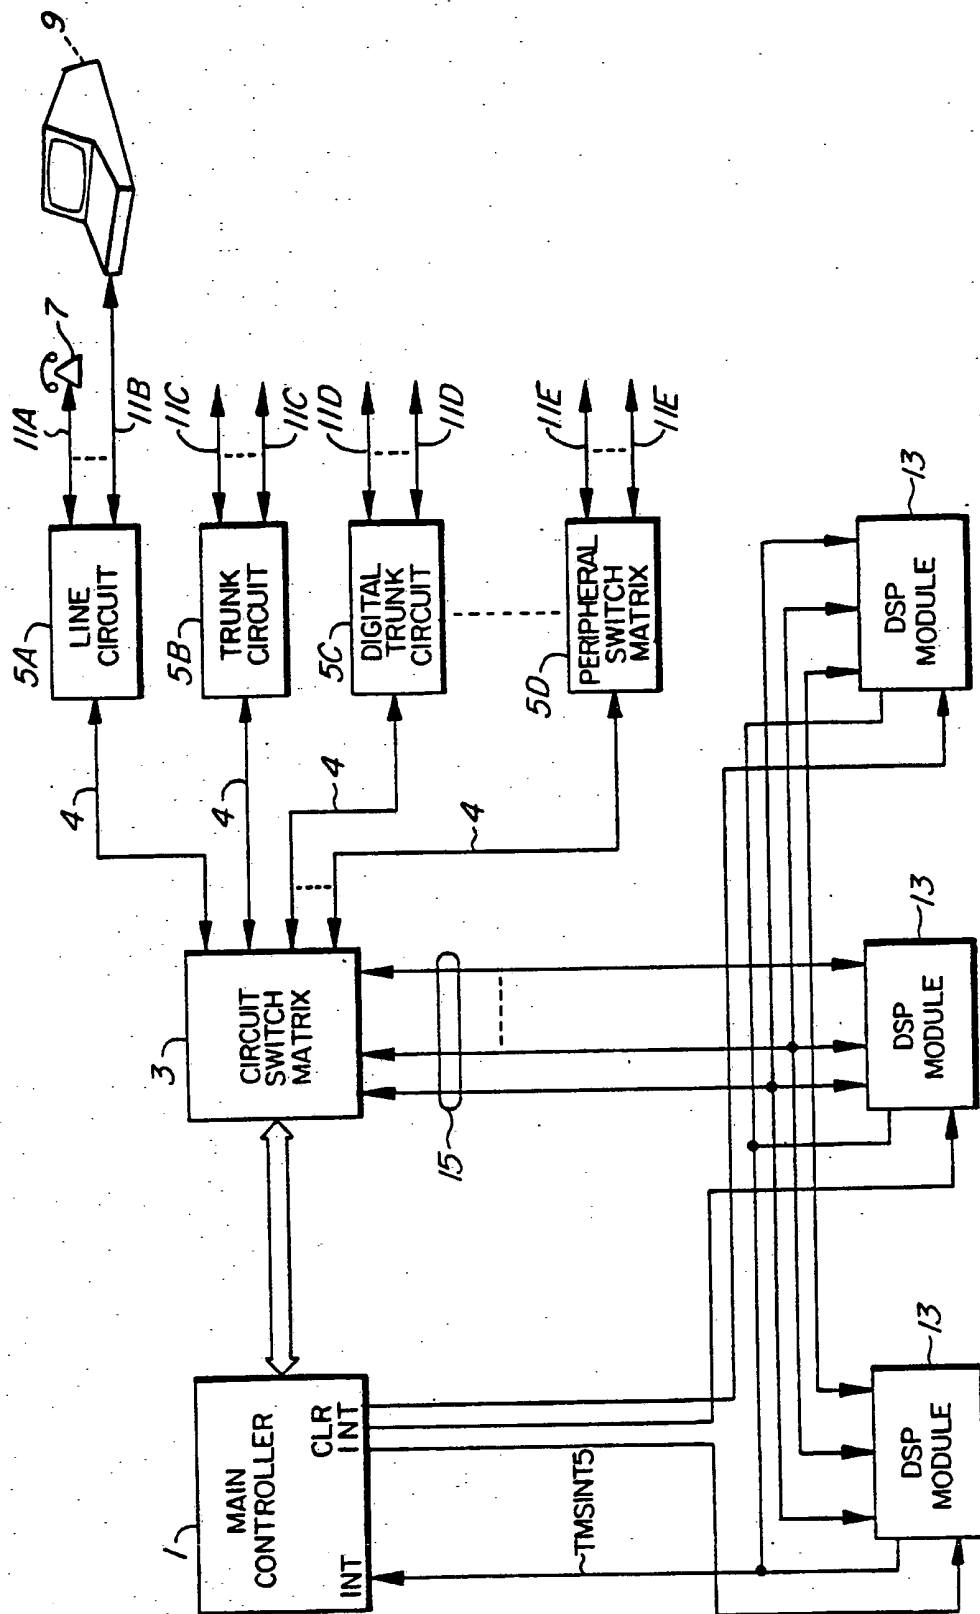 1
MAIN
CONTROLLER
INT
CLR
INT
TMSINT5
3
CIRCUIT
SWITCH
MATRIX
15
4
4
4
4
5A
LINE
CIRCUIT
5B
TRUNK
CIRCUIT
5C
DIGITAL
TRUNK
CIRCUIT
5D
PERIPHERAL
SWITCH
MATRIX
11A
11B
11C
11C
11D
11D
11E
11E
7
9
13
DSP
MODULE
13
DSP
MODULE
13
DSP
MODULE